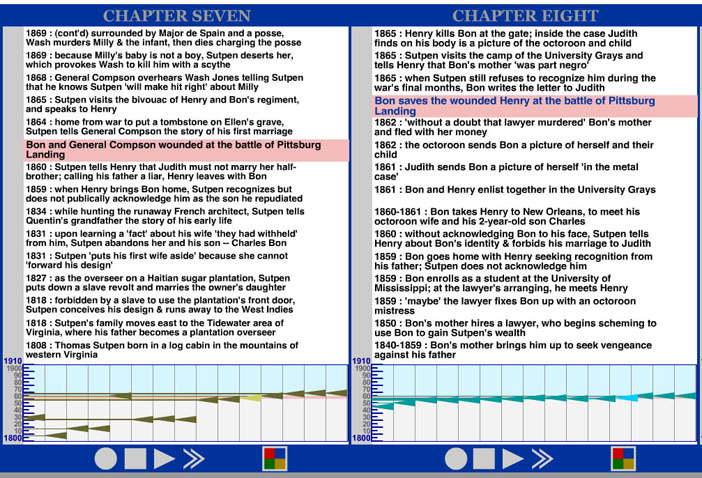 CHAPTER SEVEN
1869 : (cont'd) surrounded by Major de Spain and a posse,
Wash murders Milly & the infant, then dies charging the posse
1869 : because Milly's baby is not a boy, Sutpen deserts her,
which provokes Wash to kill him with a scythe
1868 : General Compson overhears Wash Jones telling Sutpen
that he knows Sutpen 'will make hit right' about Milly
1865 : Sutpen visits the bivouac of Henry and Bon's regiment,
and speaks to Henry
1864 : home from war to put a tombstone on Ellen's grave,
Sutpen tells General Compson the story of his first marriage
Bon and General Compson wounded at the battle of Pittsburg
Landing
1860 : Sutpen tells Henry that Judith must not marry her half-
brother; calling his father a liar, Henry leaves with Bon
1859 : when Henry brings Bon home, Sutpen recognizes but
does not publically acknowledge him as the son he repudiated
1834 : while hunting the runaway French architect, Sutpen tells
Quentin's grandfather the story of his early life
1831 : upon learning a 'fact' about his wife 'they had withheld'
from him, Sutpen abandons her and his son -- Charles Bon
1831 : Sutpen 'puts his first wife aside' because she cannot
'forward his design'
1827 : as the overseer on a Haitian sugar plantation, Sutpen
puts down a slave revolt and marries the owner's daughter
1818 : forbidden by a slave to use the plantation's front door,
Sutpen conceives his design & runs away to the West Indies
1818 : Sutpen's family moves east to the Tidewater area of
Virginia, where his father becomes a plantation overseer
1808 : Thomas Sutpen born in a log cabin in the mountains of
western Virginia
1910
1900
90
80
70
60
50
40
30
20
10
1800
CHAPTER EIGHT
1865 : Henry kills Bon at the gate; inside the case Judith
finds on his body is a picture of the octoroon and child
1865 : Sutpen visits the camp of the University Grays and
tells Henry that Bon's mother 'was part negro'
1865 : when Sutpen still refuses to recognize him during the
war's final months, Bon writes the letter to Judith
Bon saves the wounded Henry at the battle of Pittsburg
Landing
1862 : 'without a doubt that lawyer murdered' Bon's mother
and fled with her money
1862 : the octoroon sends Bon a picture of herself and their
child
1861 : Judith sends Bon a picture of herself 'in the metal
case'
1861 : Bon and Henry enlist together in the University Grays
1860-1861 : Bon takes Henry to New Orleans, to meet his
octoroon wife and his 2-year-old son Charles
1860 : without acknowledging Bon to his face, Sutpen tells
Henry about Bon's identity & forbids his marriage to Judith
1859 : Bon goes home with Henry seeking recognition from
his father; Sutpen does not acknowledge him
1859 : Bon enrolls as a student at the University of
Mississippi; at the lawyer's arranging, he meets Henry
1859 : 'maybe' the lawyer fixes Bon up with an octoroon
mistress
1850 : Bon's mother hires a lawyer, who begins scheming to
use Bon to gain Sutpen's wealth
1840-1859 : Bon's mother brings him up to seek vengeance
against his father
1910
1900
90
80
70
60
50
40
30
20
10
1800